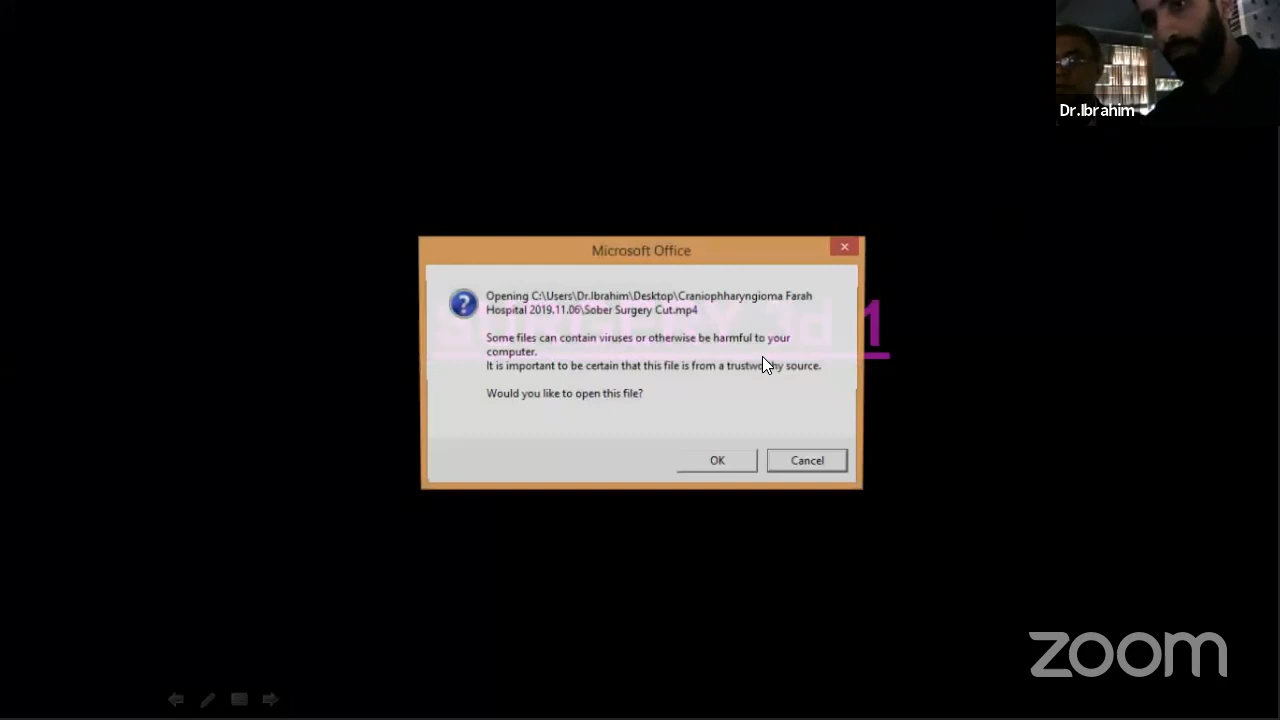 Dr.Ibrahim
Microsoft Office
Opening C:\Users\Dr.Ibrahim\Desktop\Craniophharyngioma Farah
Hospital 2019.11.06\Sober Surgery Cut.mp4
Some files can contain viruses or otherwise be harmful to your
computer.
It is important to be certain that this file is from a trustworthy source.
Would you like to open this file?
1
OK
Cancel
zoom